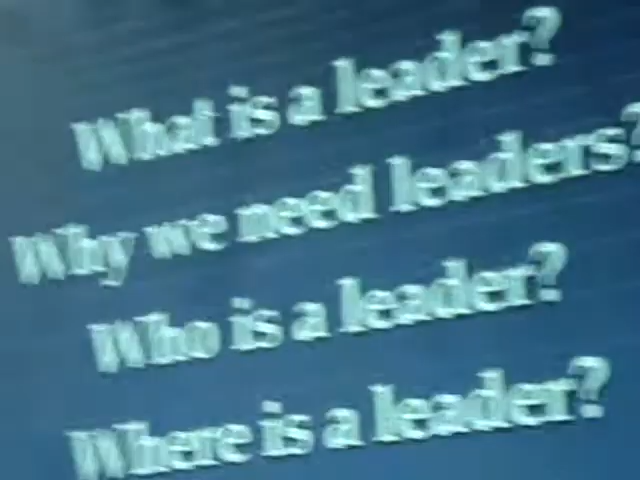 What is a leader?
Why we need leaders?
Who is a leader?
Where is a leader?